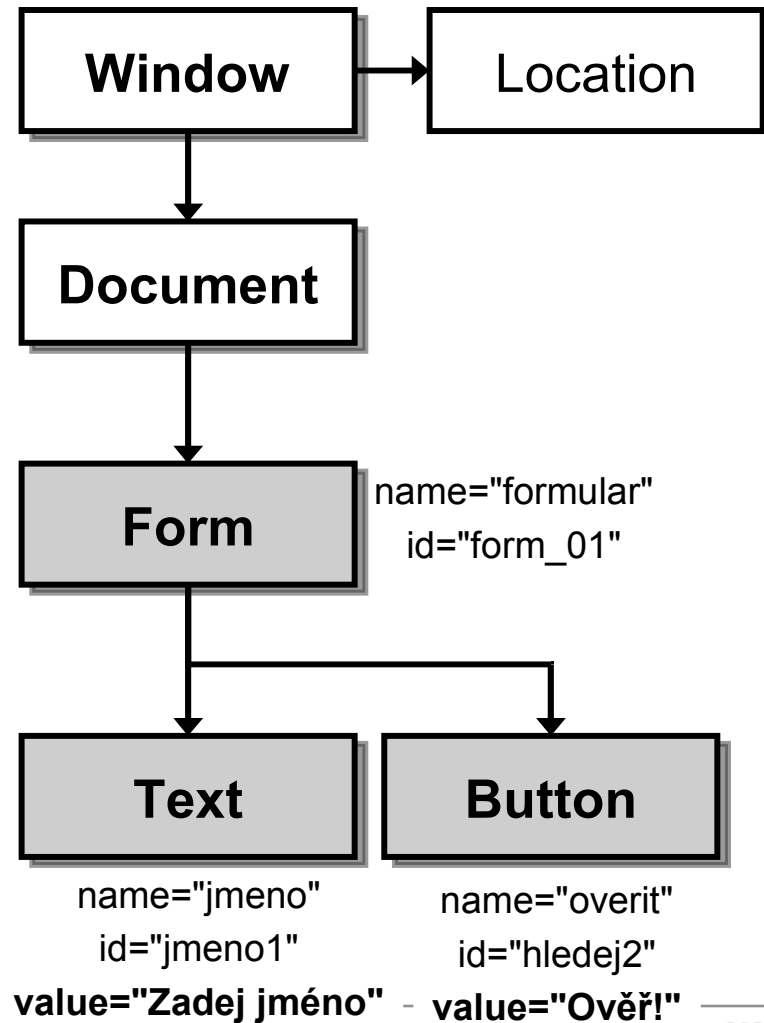 Window
Location
Document
Form
name="formular"
id="form_01"
Text
Button
name="jmeno"
id="jmeno1"
value="Zadej jméno"
name="overit"
id="hledej2"
value="Ověř!"